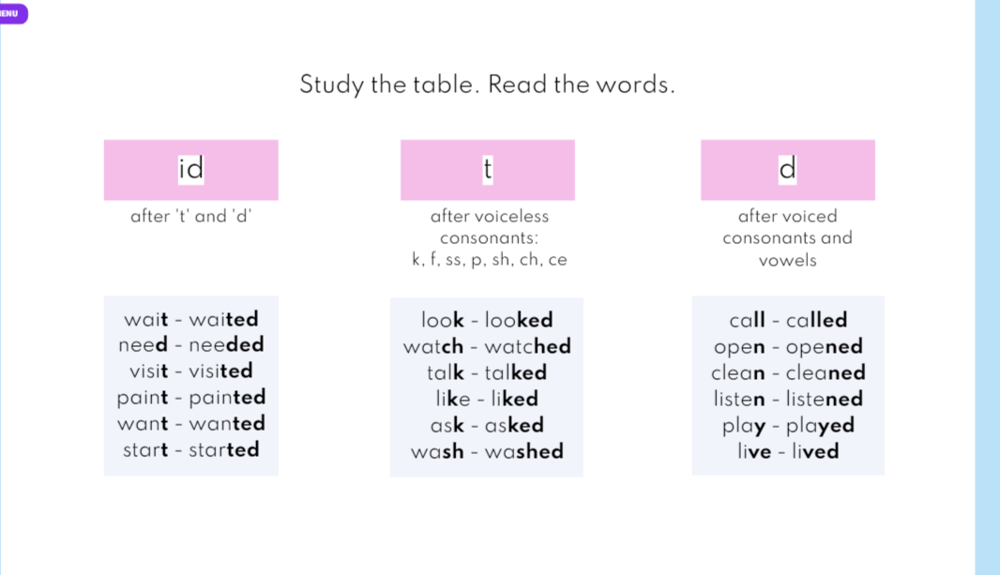 MENU
Study the table. Read the words.
id
after 't' and 'd'
wait - waited
need - needed
visit - visited
paint - painted
want - wanted
start - started
t
after voiceless
consonants:
k, f, ss, p, sh, ch, ce
look - looked
watch - watched
talk - talked
like - liked
ask - asked
wash - washed
d
after voiced
consonants and
vowels
call - called
open - opened
clean - cleaned
listen - listened
play - played
live - lived